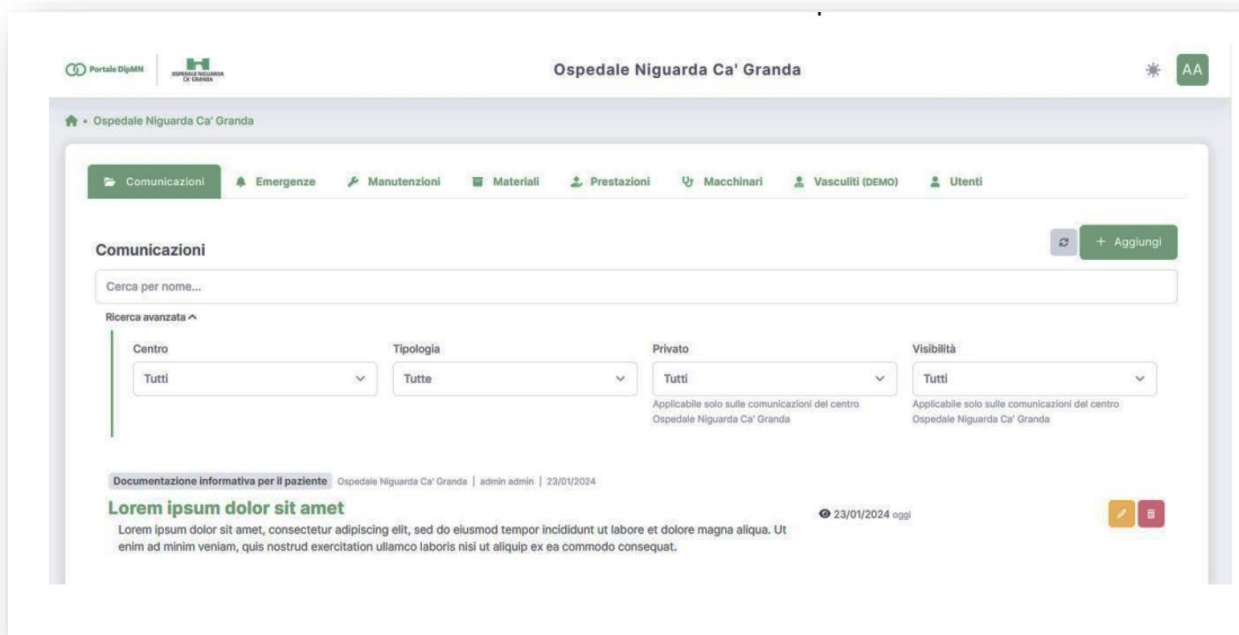 Portale DipMN
OSPEDALE NIGUARDA
CA' GRANDA
Ospedale Niguarda Ca' Granda
AA
• Ospedale Niguarda Ca' Granda
Comunicazioni
Emergenze
Manutenzioni
Materiali
Prestazioni
Macchinari
Vasculiti (DEMO)
Utenti
Comunicazioni
+ Aggiungi
Cerca per nome...
Ricerca avanzata
Centro
Tipologia
Privato
Visibilità
Tutti
Tutte
Tutti
Tutti
Applicabile solo sulle comunicazioni del centro
Ospedale Niguarda Ca' Granda
Applicabile solo sulle comunicazioni del centro
Ospedale Niguarda Ca' Granda
Documentazione informativa per il paziente Ospedale Niguarda Ca' Granda | admin admin | 23/01/2024
Lorem ipsum dolor sit amet
23/01/2024 oggi
Lorem ipsum dolor sit amet, consectetur adipiscing elit, sed do eiusmod tempor incididunt ut labore et dolore magna aliqua. Ut
enim ad minim veniam, quis nostrud exercitation ullamco laboris nisi ut aliquip ex ea commodo consequat.